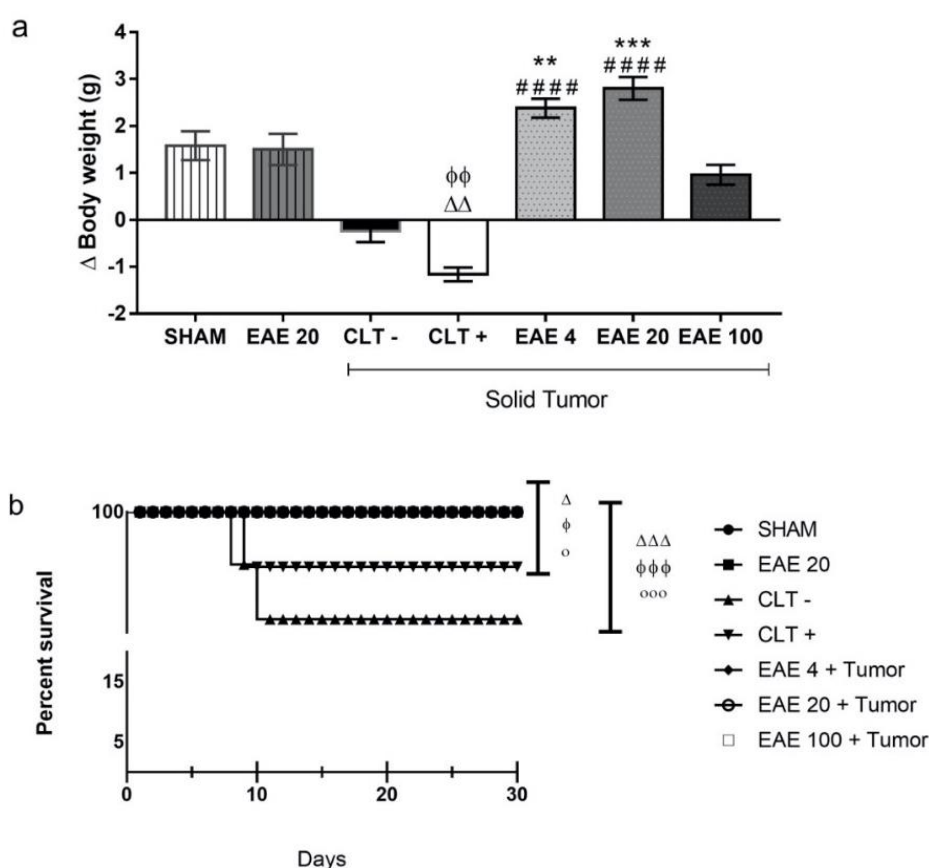 a
Δ Body weight (g)
4
3
2
1
0
-1
-2
φφ
ΔΔ
**
####
***
####
SHAM EAE 20 CLT - CLT + EAE 4 EAE 20 EAE 100
Solid Tumor
b
Percent survival
100
15
5
0 10 20 30
Days
Δ
φ
o
ΔΔΔ
φφφ
ooo
SHAM
EAE 20
CLT -
CLT +
EAE 4 + Tumor
EAE 20 + Tumor
EAE 100 + Tumor